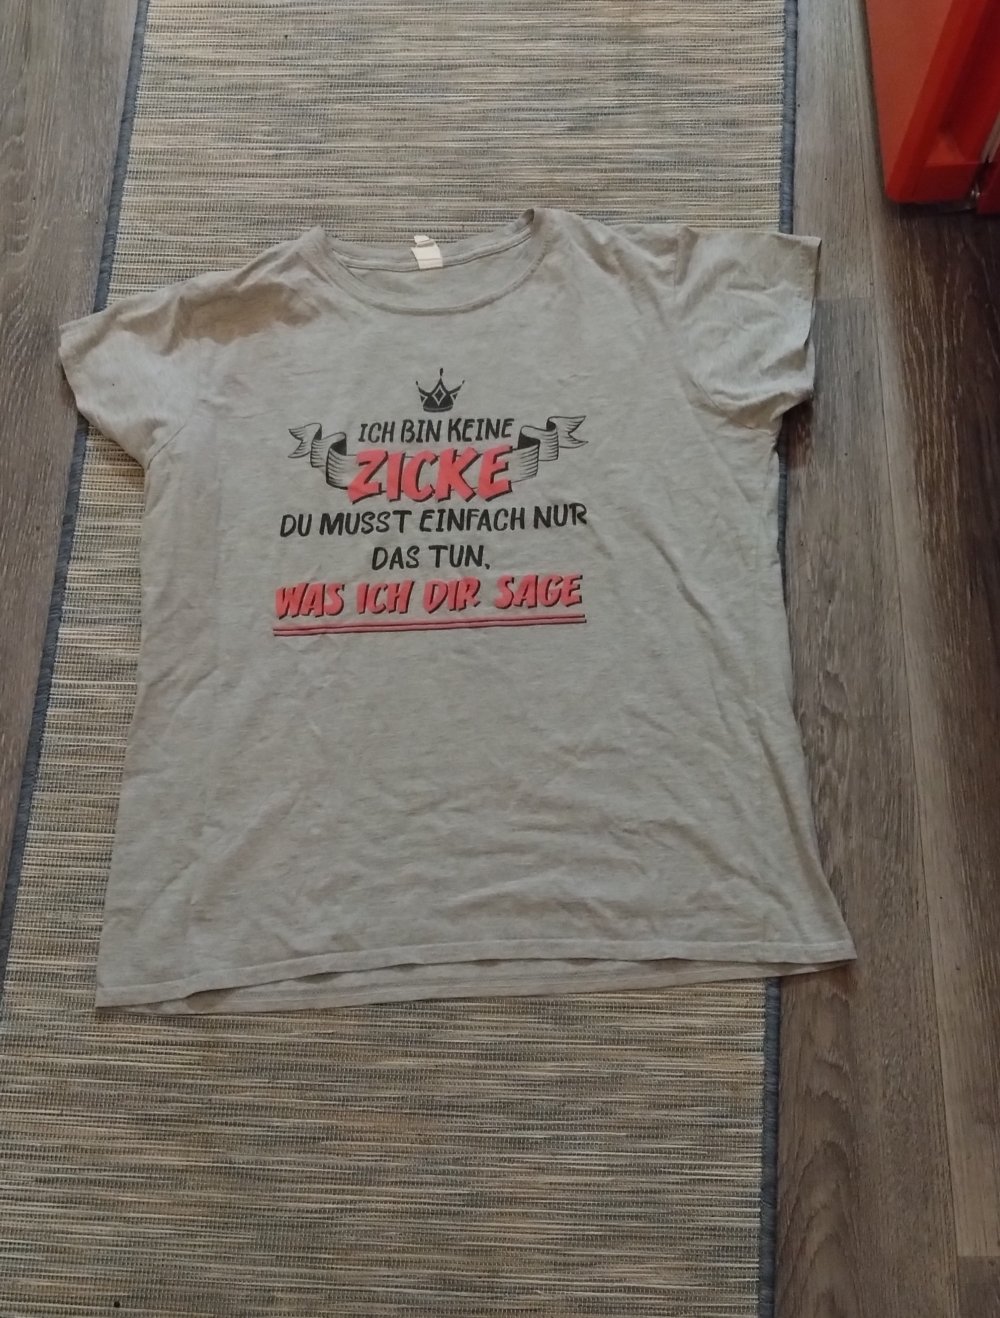 ICH BIN KEINE
ZICKE
DU MUSST EINFACH NUR
DAS TUN,
WAS ICH DIR SAGE